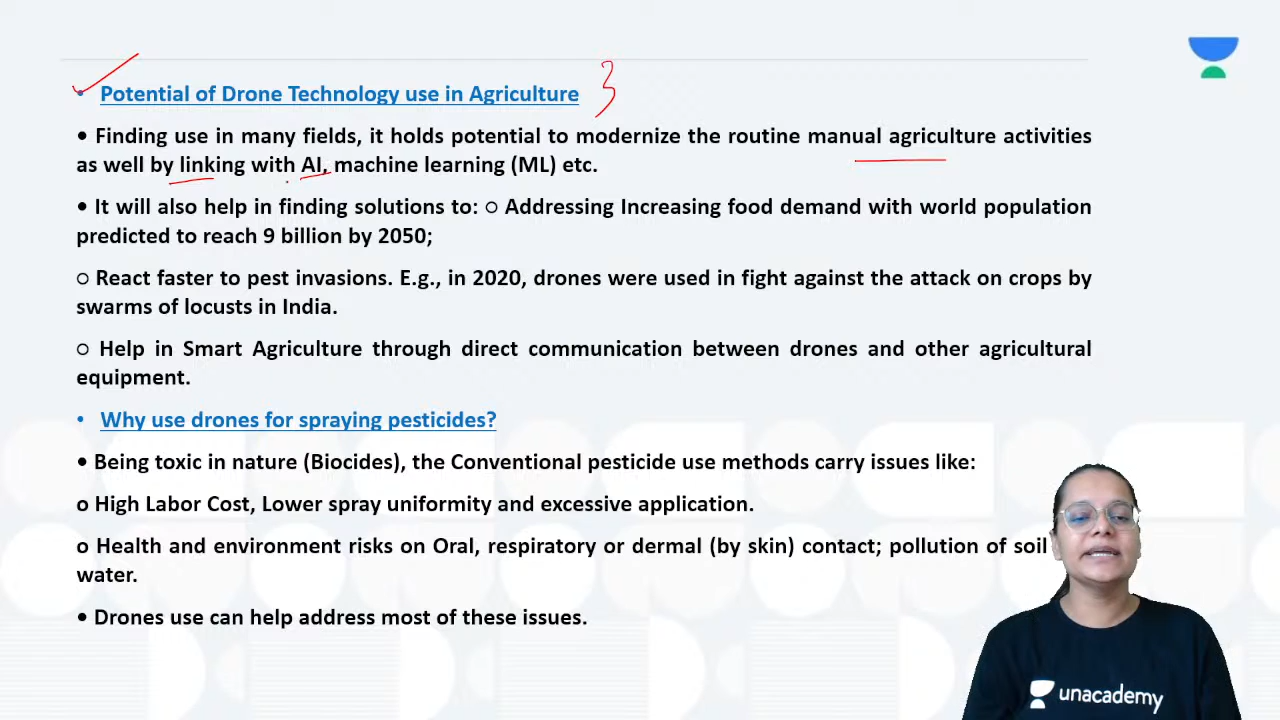 • Potential of Drone Technology use in Agriculture
• Finding use in many fields, it holds potential to modernize the routine manual agriculture activities
as well by linking with AI, machine learning (ML) etc.
• It will also help in finding solutions to: ○ Addressing Increasing food demand with world population
predicted to reach 9 billion by 2050;
○ React faster to pest invasions. E.g., in 2020, drones were used in fight against the attack on crops by
swarms of locusts in India.
○ Help in Smart Agriculture through direct communication between drones and other agricultural
equipment.
• Why use drones for spraying pesticides?
• Being toxic in nature (Biocides), the Conventional pesticide use methods carry issues like:
o High Labor Cost, Lower spray uniformity and excessive application.
o Health and environment risks on Oral, respiratory or dermal (by skin) contact; pollution of soil
water.
• Drones use can help address most of these issues.
unacademy